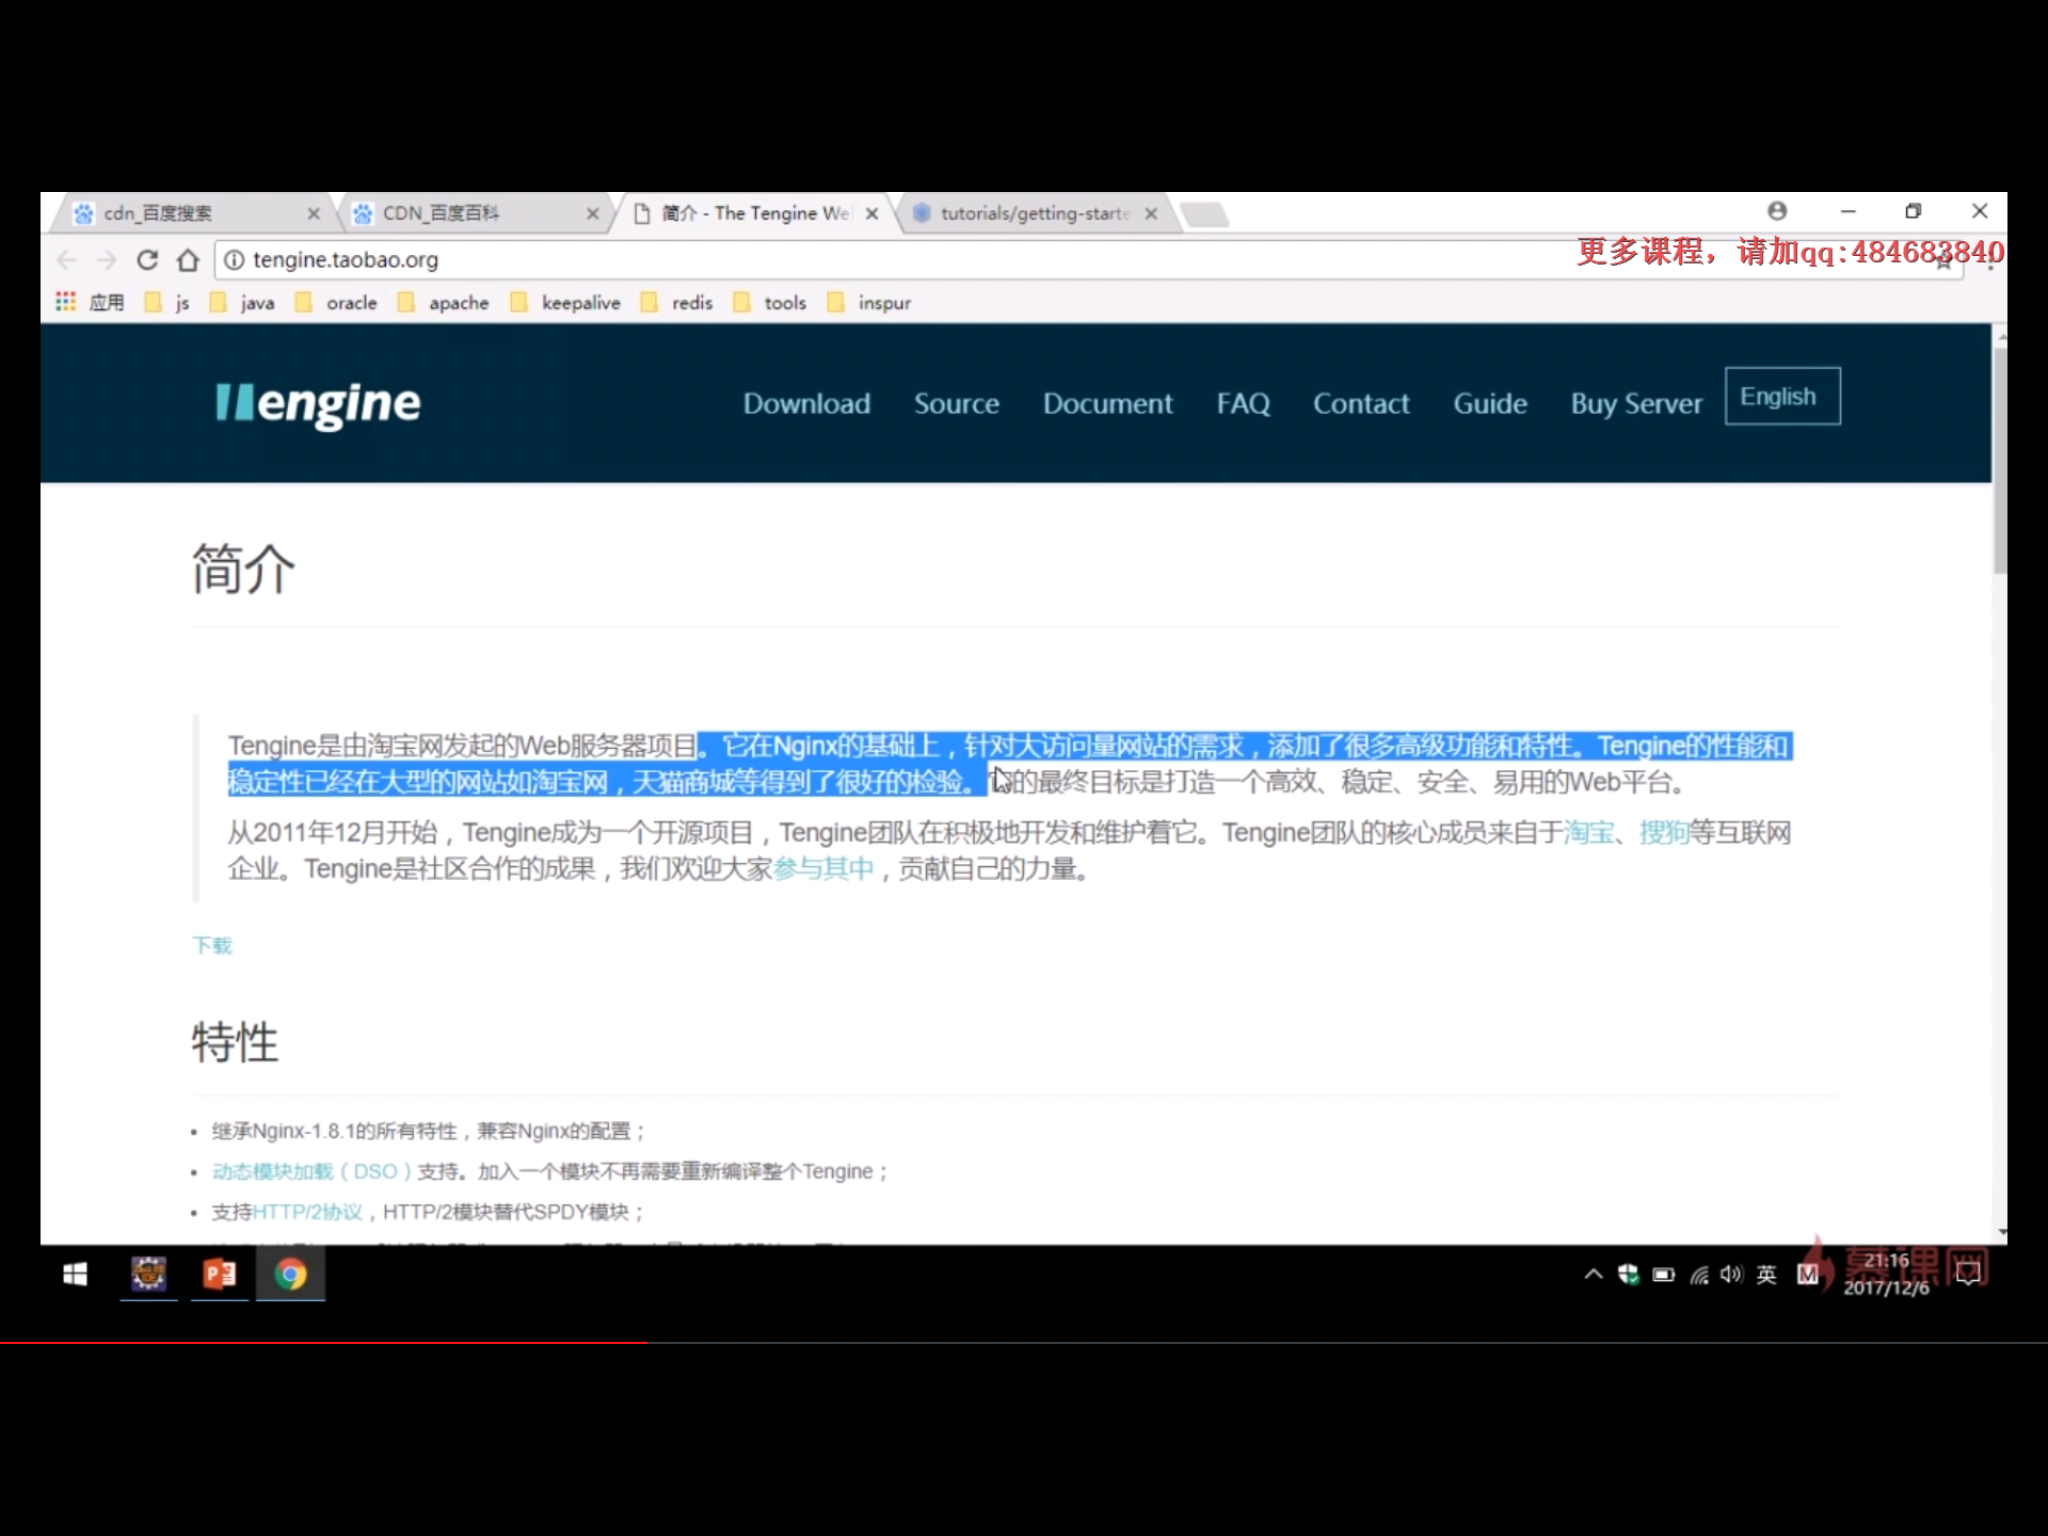 cdn_百度搜索
CDN_百度百科
简介 - The Tengine We
tutorials/getting-starte
tengine.taobao.org
更多课程，请加qq:484683840
应用 js java oracle apache keepalive redis tools inspur
engine
Download Source Document FAQ Contact Guide Buy Server English
简介
Tengine是由淘宝网发起的Web服务器项目。它在Nginx的基础上，针对大访问量网站的需求，添加了很多高级功能和特性。Tengine的性能和
稳定性已经在大型的网站如淘宝网，天猫商城等得到了很好的检验。的最终目标是打造一个高效、稳定、安全、易用的Web平台。
从2011年12月开始，Tengine成为一个开源项目，Tengine团队在积极地开发和维护着它。Tengine团队的核心成员来自于淘宝、搜狗等互联网
企业。Tengine是社区合作的成果，我们欢迎大家参与其中，贡献自己的力量。
下载
特性
• 继承Nginx-1.8.1的所有特性，兼容Nginx的配置；
• 动态模块加载（DSO）支持。加入一个模块不再需要重新编译整个Tengine；
• 支持HTTP/2协议，HTTP/2模块替代SPDY模块；
英 M
慕课网
21:16
2017/12/6